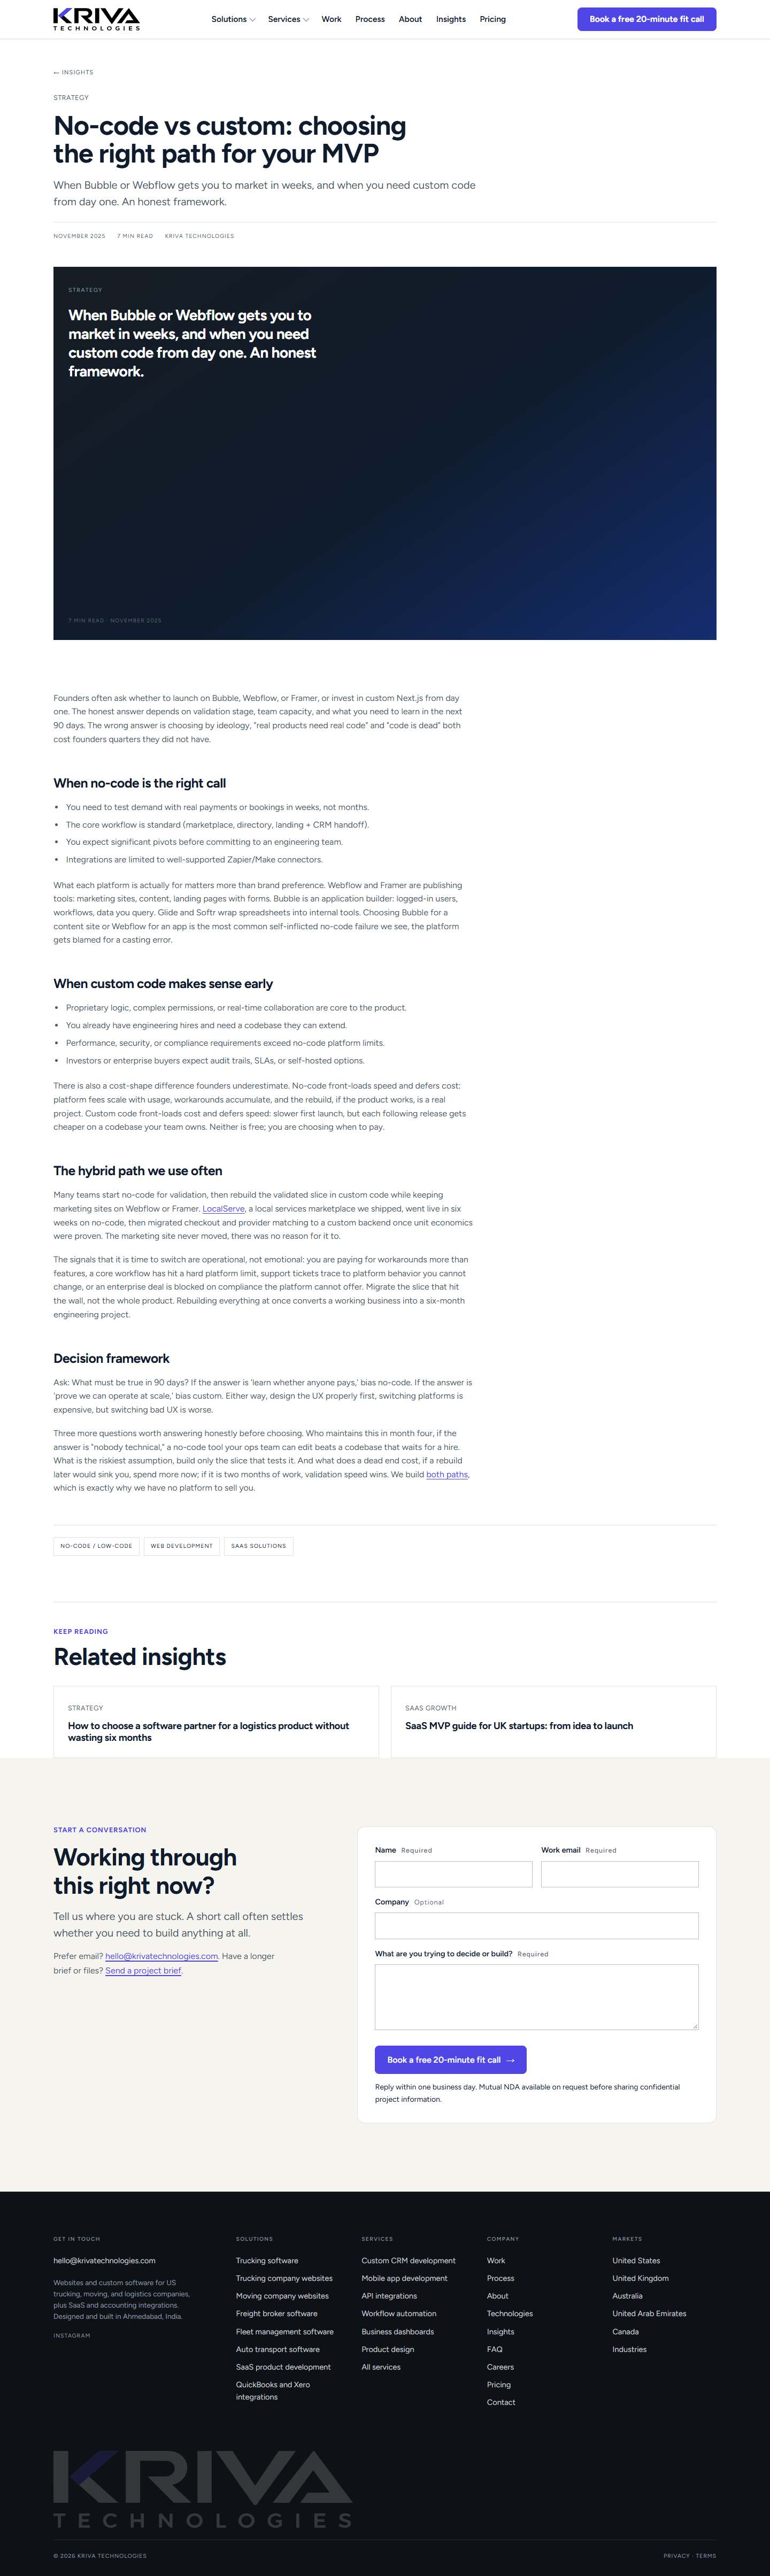 KRIVA
TECHNOLOGIES
Solutions
Services
Work
Process
About
Insights
Pricing
Book a free 20-minute fit call
← INSIGHTS
STRATEGY
No-code vs custom: choosing
the right path for your MVP
When Bubble or Webflow gets you to market in weeks, and when you need custom code
from day one. An honest framework.
NOVEMBER 2025 7 MIN READ KRIVA TECHNOLOGIES
STRATEGY
When Bubble or Webflow gets you to
market in weeks, and when you need
custom code from day one. An honest
framework.
7 MIN READ · NOVEMBER 2025
Founders often ask whether to launch on Bubble, Webflow, or Framer, or invest in custom Next.js from day
one. The honest answer depends on validation stage, team capacity, and what you need to learn in the next
90 days. The wrong answer is choosing by ideology, "real products need real code" and "code is dead" both
cost founders quarters they did not have.
When no-code is the right call
• You need to test demand with real payments or bookings in weeks, not months.
• The core workflow is standard (marketplace, directory, landing + CRM handoff).
• You expect significant pivots before committing to an engineering team.
• Integrations are limited to well-supported Zapier/Make connectors.
What each platform is actually for matters more than brand preference. Webflow and Framer are publishing
tools: marketing sites, content, landing pages with forms. Bubble is an application builder: logged-in users,
workflows, data you query. Glide and Softr wrap spreadsheets into internal tools. Choosing Bubble for a
content site or Webflow for an app is the most common self-inflicted no-code failure we see, the platform
gets blamed for a casting error.
When custom code makes sense early
• Proprietary logic, complex permissions, or real-time collaboration are core to the product.
• You already have engineering hires and need a codebase they can extend.
• Performance, security, or compliance requirements exceed no-code platform limits.
• Investors or enterprise buyers expect audit trails, SLAs, or self-hosted options.
There is also a cost-shape difference founders underestimate. No-code front-loads speed and defers cost:
platform fees scale with usage, workarounds accumulate, and the rebuild, if the product works, is a real
project. Custom code front-loads cost and defers speed: slower first launch, but each following release gets
cheaper on a codebase your team owns. Neither is free; you are choosing when to pay.
The hybrid path we use often
Many teams start no-code for validation, then rebuild the validated slice in custom code while keeping
marketing sites on Webflow or Framer. LocalServe, a local services marketplace we shipped, went live in six
weeks on no-code, then migrated checkout and provider matching to a custom backend once unit economics
were proven. The marketing site never moved, there was no reason for it to.
The signals that it is time to switch are operational, not emotional: you are paying for workarounds more than
features, a core workflow has hit a hard platform limit, support tickets trace to platform behavior you cannot
change, or an enterprise deal is blocked on compliance the platform cannot offer. Migrate the slice that hit
the wall, not the whole product. Rebuilding everything at once converts a working business into a six-month
engineering project.
Decision framework
Ask: What must be true in 90 days? If the answer is 'learn whether anyone pays,' bias no-code. If the answer is
'prove we can operate at scale,' bias custom. Either way, design the UX properly first, switching platforms is
expensive, but switching bad UX is worse.
Three more questions worth answering honestly before choosing. Who maintains this in month four, if the
answer is "nobody technical," a no-code tool your ops team can edit beats a codebase that waits for a hire.
What is the riskiest assumption, build only the slice that tests it. And what does a dead end cost, if a rebuild
later would sink you, spend more now; if it is two months of work, validation speed wins. We build both paths,
which is exactly why we have no platform to sell you.
NO-CODE / LOW-CODE
WEB DEVELOPMENT
SAAS SOLUTIONS
KEEP READING
Related insights
STRATEGY
How to choose a software partner for a logistics product without
wasting six months
SAAS GROWTH
SaaS MVP guide for UK startups: from idea to launch
START A CONVERSATION
Working through
this right now?
Tell us where you are stuck. A short call often settles
whether you need to build anything at all.
Prefer email? hello@krivatechnologies.com. Have a longer
brief or files? Send a project brief.
Name Required
Work email Required
Company Optional
What are you trying to decide or build? Required
Book a free 20-minute fit call →
Reply within one business day. Mutual NDA available on request before sharing confidential
project information.
GET IN TOUCH
hello@krivatechnologies.com
Websites and custom software for US
trucking, moving, and logistics companies,
plus SaaS and accounting integrations.
Designed and built in Ahmedabad, India.
INSTAGRAM
SOLUTIONS
Trucking software
Trucking company websites
Moving company websites
Freight broker software
Fleet management software
Auto transport software
SaaS product development
QuickBooks and Xero
integrations
SERVICES
Custom CRM development
Mobile app development
API integrations
Workflow automation
Business dashboards
Product design
All services
COMPANY
Work
Process
About
Technologies
Insights
FAQ
Careers
Pricing
Contact
MARKETS
United States
United Kingdom
Australia
United Arab Emirates
Canada
Industries
KRIVA
TECHNOLOGIES
© 2026 KRIVA TECHNOLOGIES
PRIVACY · TERMS